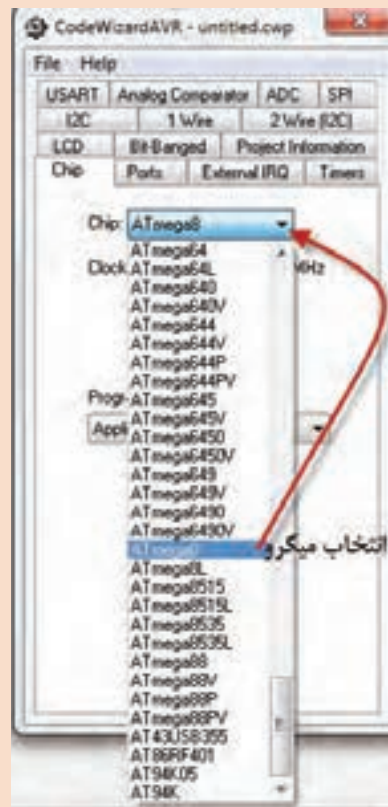 CodeWizardAVR - untitled.cwp
File Help
USART Analog Comparator ADC SPI
I2C 1 Wire 2 Wire (I2C)
LCD Bit-Banged Project Information
Chip Ports External IRQ Timers
Chip: ATmega8
ATmega64
Clock ATmega64L MHz
ATmega640
ATmega640V
ATmega644
ATmega644V
ATmega644P
ATmega644PV
Progr ATmega645
Appli ATmega645V
ATmega6450
ATmega6450V
ATmega649
ATmega649V
ATmega6490
ATmega6490V
ATmega8 انتخاب میکرو
ATmega8L
ATmega8515
ATmega8515L
ATmega8535
ATmega8535L
ATmega88
ATmega88V
ATmega88P
ATmega88PV
AT43USB355
AT86RF401
AT94K05
AT94K